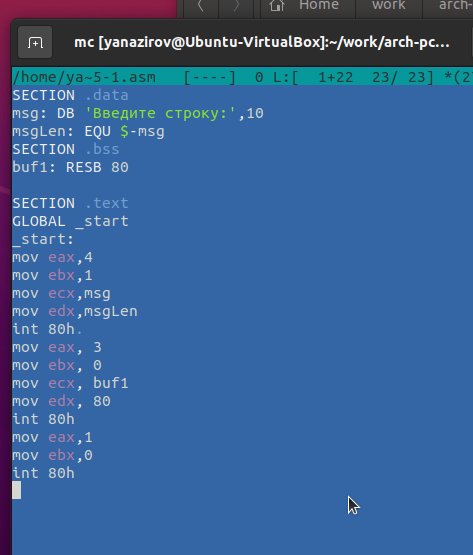 Home work arch-
mc [yanazirov@Ubuntu-VirtualBox]:~/work/arch-pc...
/home/ya~5-1.asm [----] 0 L:[ 1+22 23/ 23] *(2
SECTION .data
msg: DB 'Введите строку:',10
msgLen: EQU $-msg
SECTION .bss
buf1: RESB 80
SECTION .text
GLOBAL _start
_start:
mov eax,4
mov ebx,1
mov ecx,msg
mov edx,msgLen
int 80h.
mov eax, 3
mov ebx, 0
mov ecx, buf1
mov edx, 80
int 80h
mov eax,1
mov ebx,0
int 80h